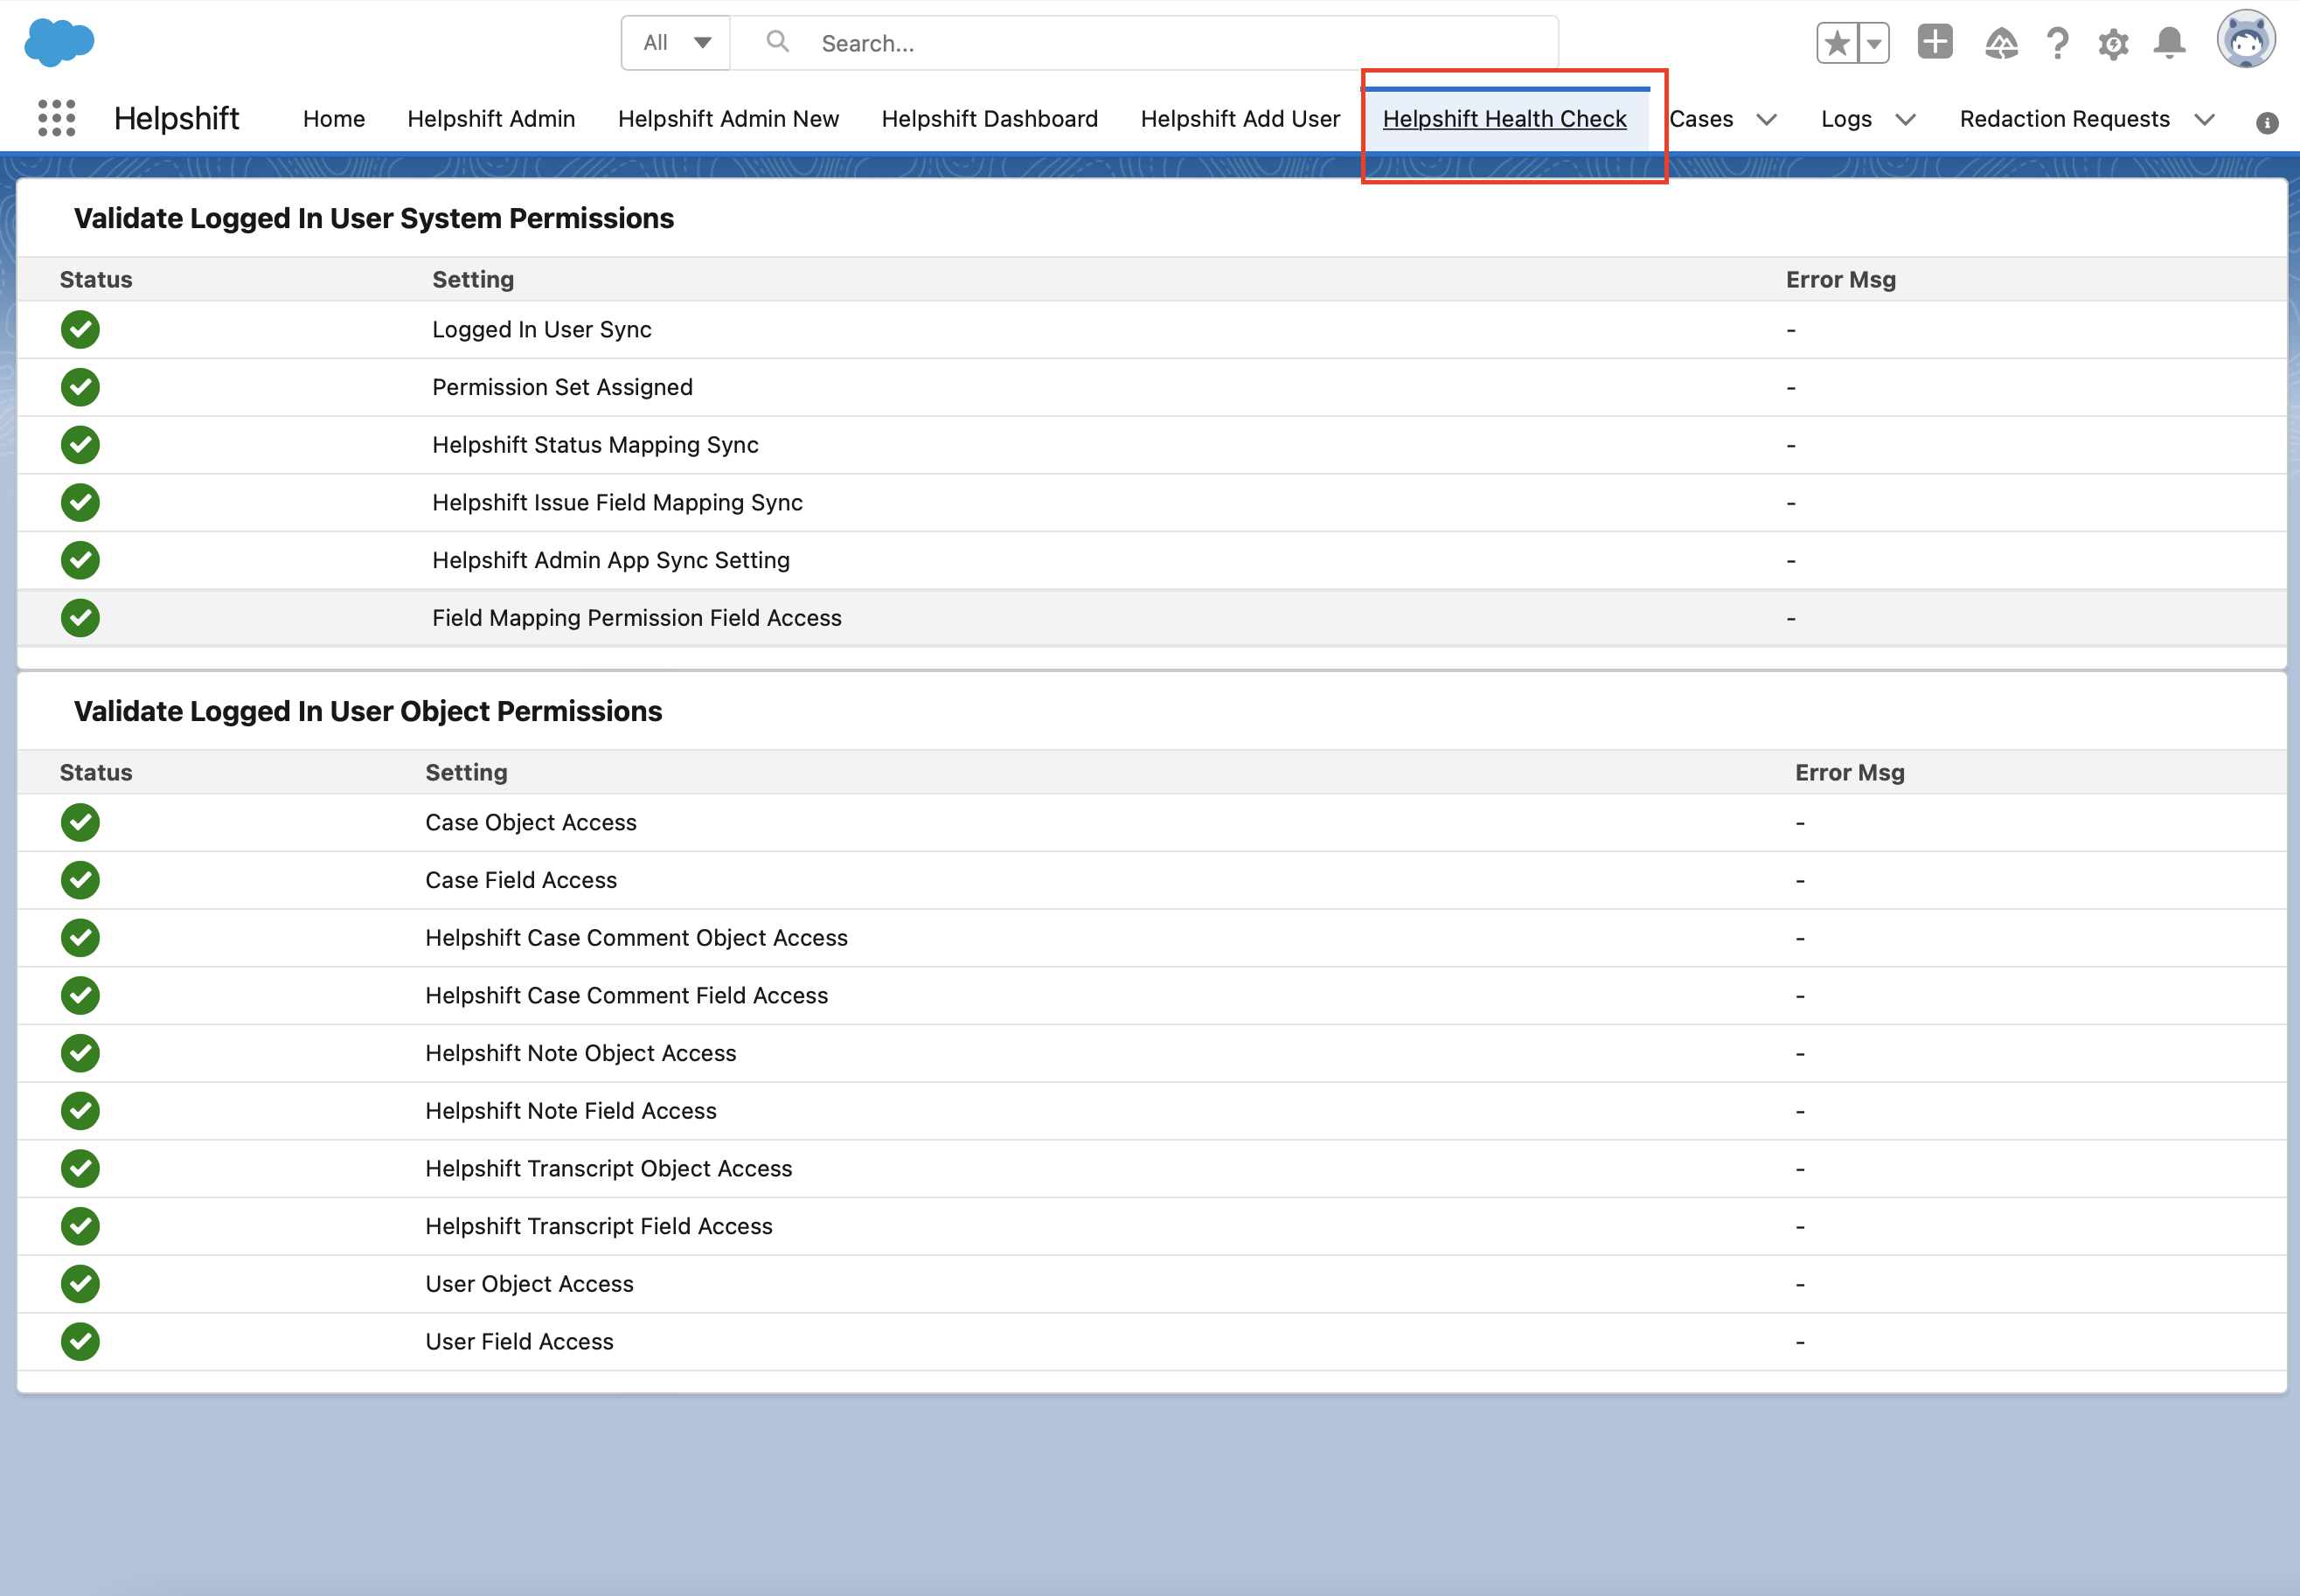 All Search...
Helpshift Home Helpshift Admin Helpshift Admin New Helpshift Dashboard Helpshift Add User Helpshift Health Check Cases Logs Redaction Requests
Validate Logged In User System Permissions
Status Setting Error Msg
Logged In User Sync -
Permission Set Assigned -
Helpshift Status Mapping Sync -
Helpshift Issue Field Mapping Sync -
Helpshift Admin App Sync Setting -
Field Mapping Permission Field Access -
Validate Logged In User Object Permissions
Status Setting Error Msg
Case Object Access -
Case Field Access -
Helpshift Case Comment Object Access -
Helpshift Case Comment Field Access -
Helpshift Note Object Access -
Helpshift Note Field Access -
Helpshift Transcript Object Access -
Helpshift Transcript Field Access -
User Object Access -
User Field Access -